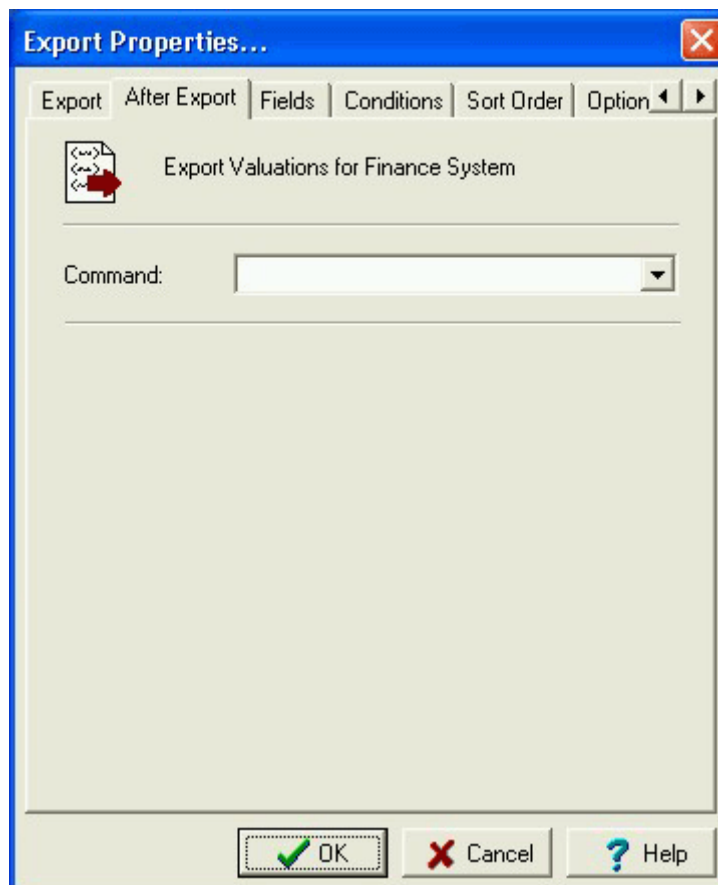 Export Properties...
Export After Export Fields Conditions Sort Order Option
Export Valuations for Finance System
Command:
OK Cancel Help